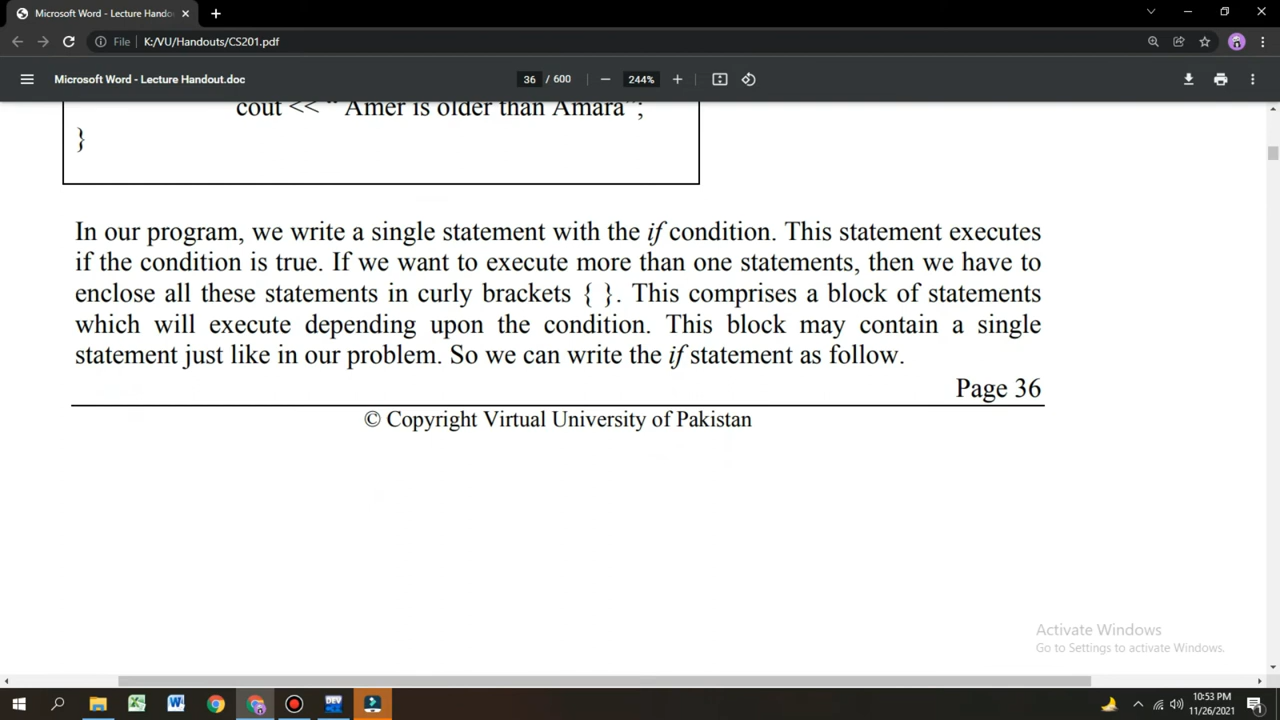 Microsoft Word - Lecture Hando
File K:/VU/Handouts/CS201.pdf
Microsoft Word - Lecture Handout.doc 36 / 600 244%
cout << “ Amer is older than Amara”;
}
In our program, we write a single statement with the if condition. This statement executes
if the condition is true. If we want to execute more than one statements, then we have to
enclose all these statements in curly brackets { }. This comprises a block of statements
which will execute depending upon the condition. This block may contain a single
statement just like in our problem. So we can write the if statement as follow.
Page 36
© Copyright Virtual University of Pakistan
Activate Windows
Go to Settings to activate Windows.
DEV
10:53 PM
11/26/2021
1